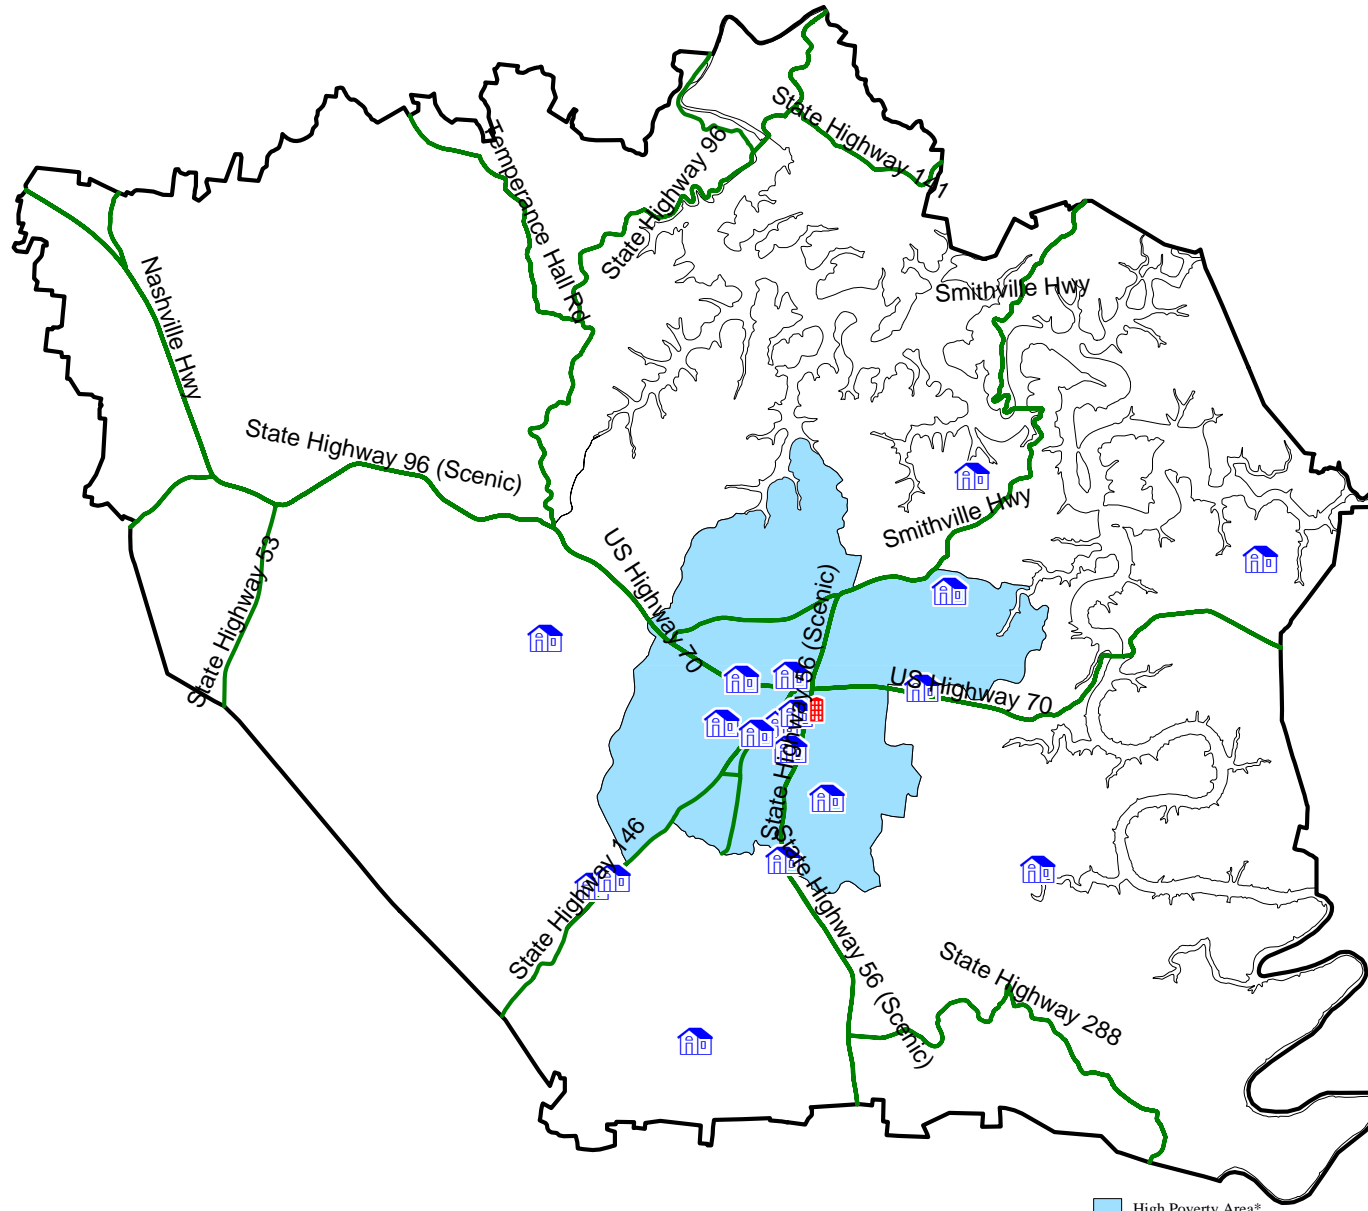 State Highway 141
State Highway 96
Temperance Hall Rd
Nashville Hwy
Smithville Hwy
State Highway 96 (Scenic)
Smithville Hwy
US Highway 70
State Highway 53
State Highway 56 (Scenic)
US Highway 70
State Highway 146
State Highway 56 (Scenic)
State Highway 288
High Poverty Area*